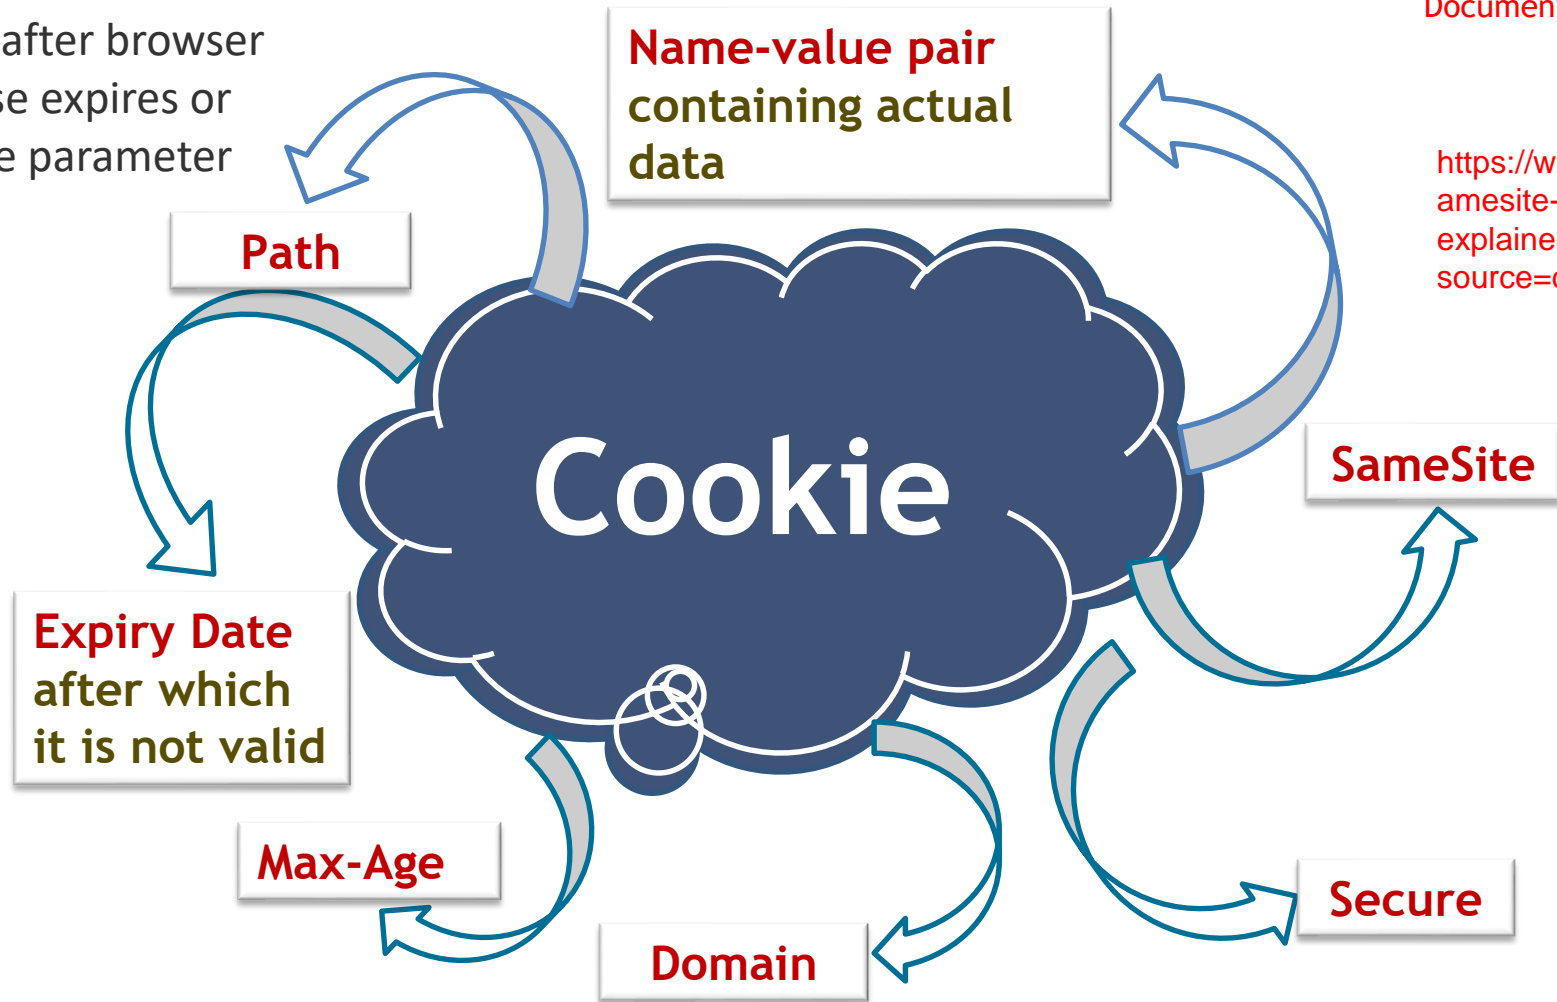 after browser
se expires or
e parameter
Name-value pair
containing actual
data
Document
https://w
amesite-
explaine
source=
Path
Cookie
SameSite
Expiry Date
after which
it is not valid
Max-Age
Domain
Secure